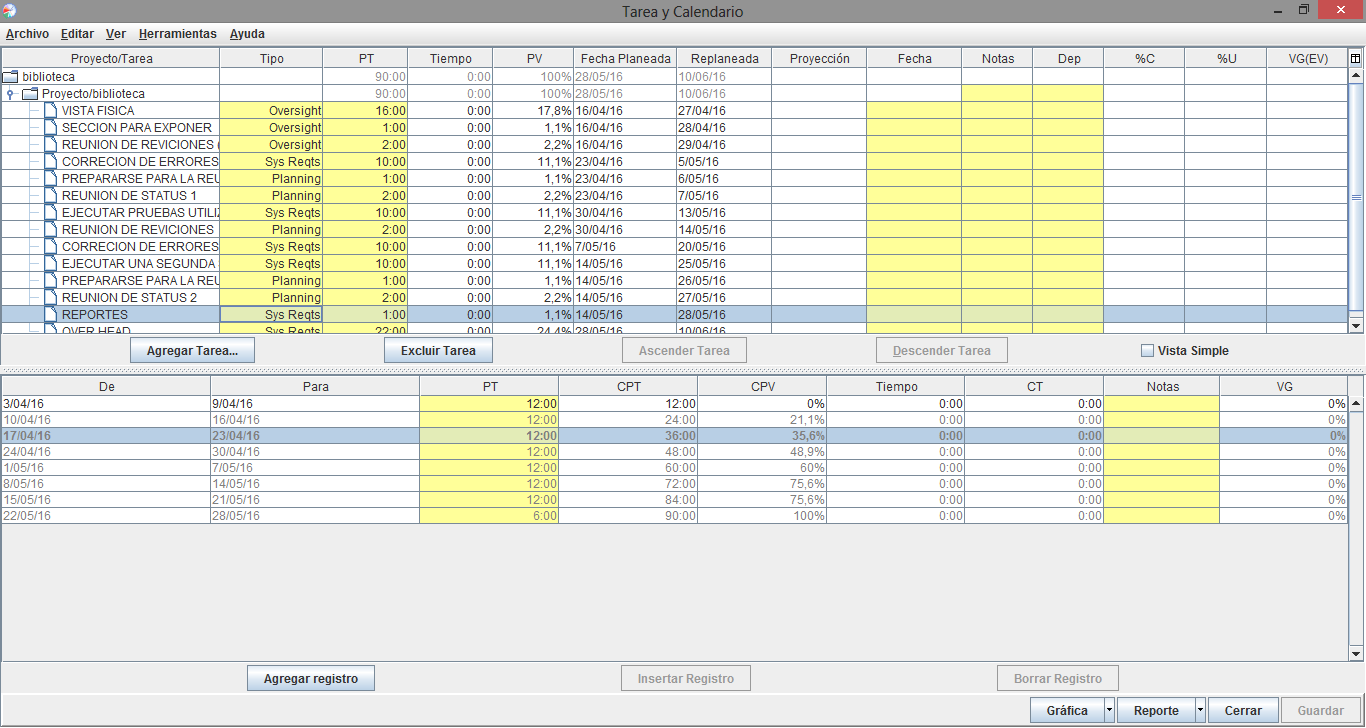 Tarea y Calendario
Archivo Editar Ver Herramientas Ayuda
Proyecto/Tarea Tipo PT Tiempo PV Fecha Planeada Replaneada Proyección Fecha Notas Dep %C %U VG(EV)
biblioteca 90:00 0:00 100% 28/05/16 10/06/16
Proyecto/biblioteca 90:00 0:00 100% 28/05/16 10/06/16
VISTA FISICA Oversight 16:00 0:00 17,8% 16/04/16 27/04/16
SECCION PARA EXPONER Oversight 1:00 0:00 1,1% 16/04/16 28/04/16
REUNION DE REVICIONES ( Oversight 2:00 0:00 2,2% 16/04/16 29/04/16
CORRECION DE ERRORES Sys Reqts 10:00 0:00 11,1% 23/04/16 5/05/16
PREPARARSE PARA LA REU Planning 1:00 0:00 1,1% 23/04/16 6/05/16
REUNION DE STATUS 1 Planning 2:00 0:00 2,2% 23/04/16 7/05/16
EJECUTAR PRUEBAS UTILIZ Sys Reqts 10:00 0:00 11,1% 30/04/16 13/05/16
REUNION DE REVICIONES Planning 2:00 0:00 2,2% 30/04/16 14/05/16
CORRECION DE ERRORES Sys Reqts 10:00 0:00 11,1% 7/05/16 20/05/16
EJECUTAR UNA SEGUNDA Sys Reqts 10:00 0:00 11,1% 14/05/16 25/05/16
PREPARARSE PARA LA REU Planning 1:00 0:00 1,1% 14/05/16 26/05/16
REUNION DE STATUS 2 Planning 2:00 0:00 2,2% 14/05/16 27/05/16
REPORTES Sys Reqts 1:00 0:00 1,1% 14/05/16 28/05/16
OVER HEAD Sys Reqts 22:00 0:00 24,4% 28/05/16 10/06/16
Agregar Tarea... Excluir Tarea Ascender Tarea Descender Tarea Vista Simple
De Para PT CPT CPV Tiempo CT Notas VG
3/04/16 9/04/16 12:00 12:00 0% 0:00 0:00 0%
10/04/16 16/04/16 12:00 24:00 21,1% 0:00 0:00 0%
17/04/16 23/04/16 12:00 36:00 35,6% 0:00 0:00 0%
24/04/16 30/04/16 12:00 48:00 48,9% 0:00 0:00 0%
1/05/16 7/05/16 12:00 60:00 60% 0:00 0:00 0%
8/05/16 14/05/16 12:00 72:00 75,6% 0:00 0:00 0%
15/05/16 21/05/16 12:00 84:00 75,6% 0:00 0:00 0%
22/05/16 28/05/16 6:00 90:00 100% 0:00 0:00 0%
Agregar registro Insertar Registro Borrar Registro
Gráfica Reporte Cerrar Guardar